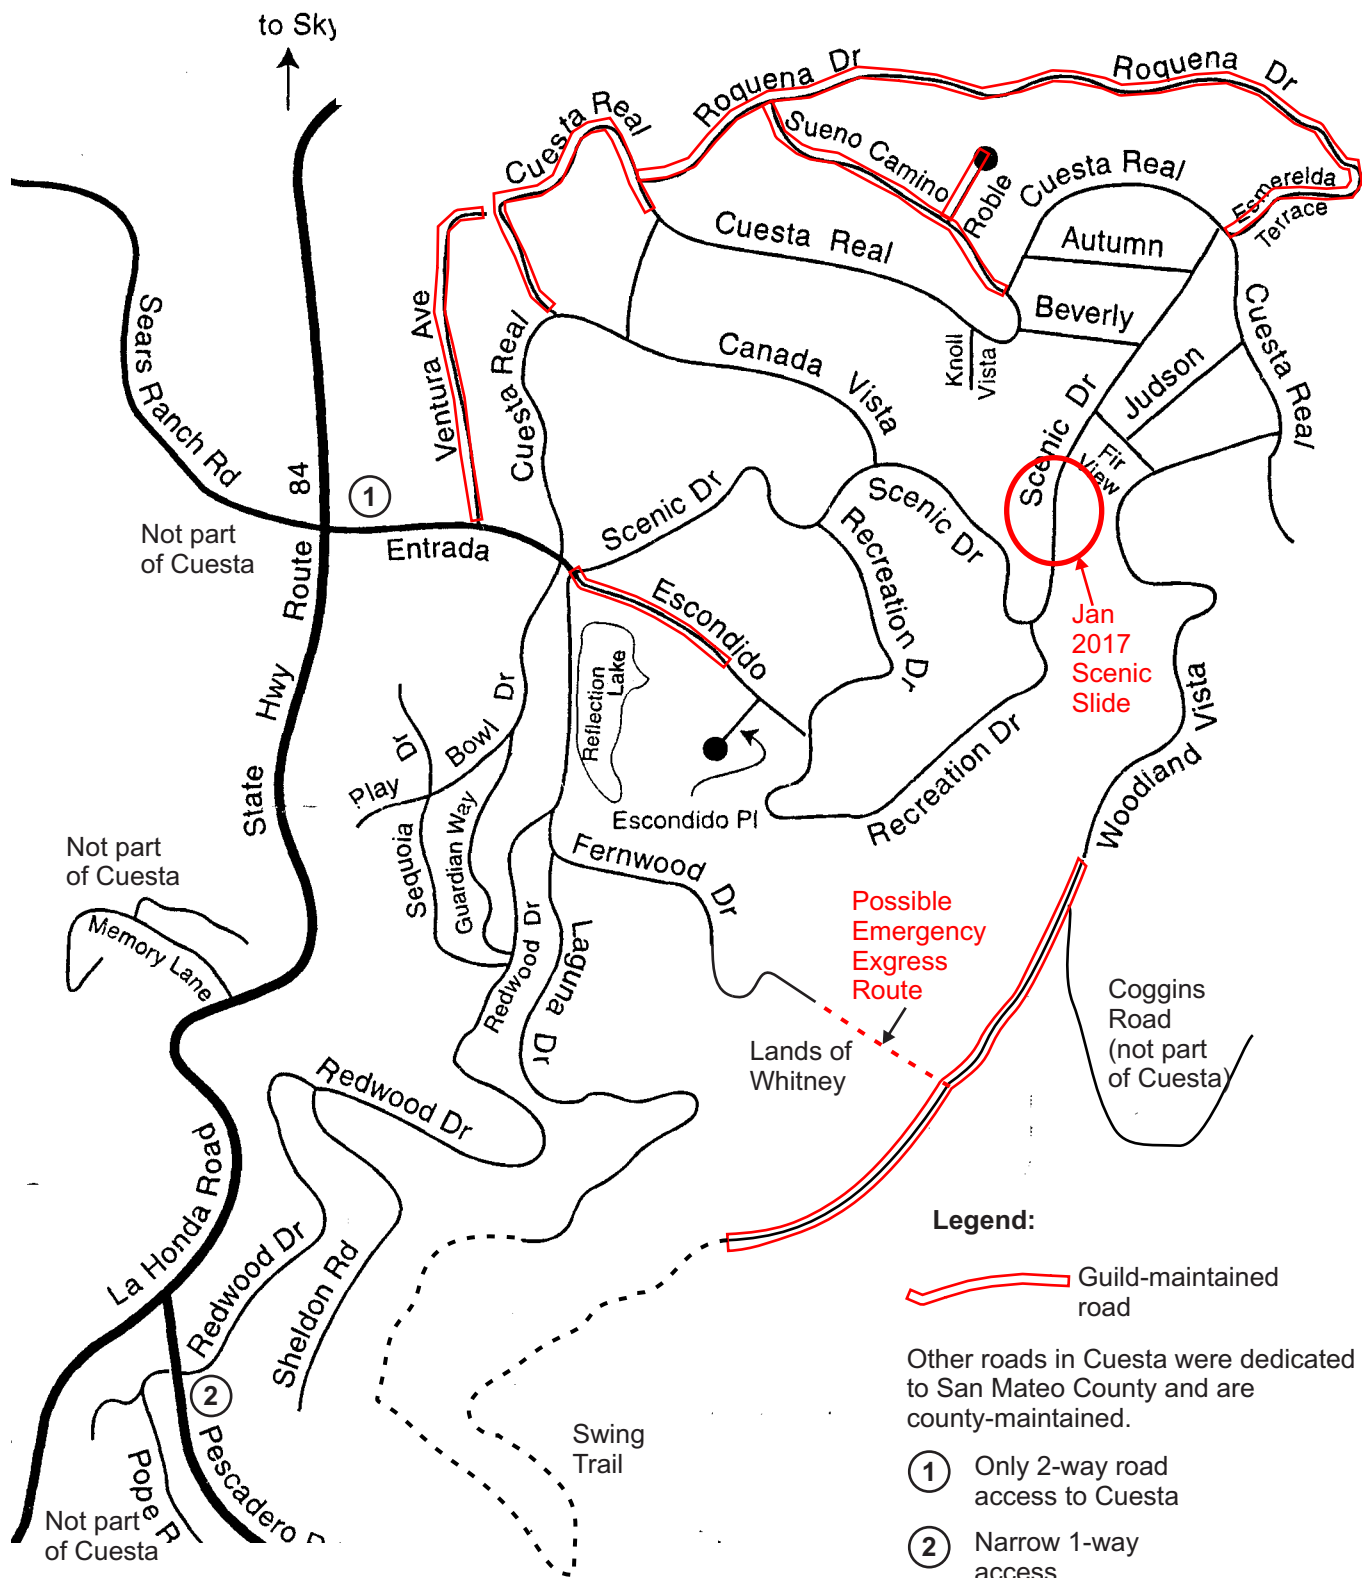 to Sky
Roquena Dr
Roquena Dr
Cuesta Real
Sueno Camino
Roble
Cuesta Real
Esmerelda
Terrace
Autumn
Cuesta Real
Beverly
Cuesta Real
Sears Ranch Rd
Ventura Ave
Cuesta Real
Canada Vista
Knoll
Vista
Judson
Scenic Dr
Fir
View
84
1
Scenic Dr
Scenic Dr
Not part
of Cuesta
Entrada
Recreation Dr
Route
Escondido
Jan
2017
Scenic
Slide
Reflection
Lake
Hwy
Dr
Bowl
Dr
State
Play
Escondido Pl
Recreation Dr
Woodland Vista
Not part
of Cuesta
Sequoia
Guardian Way
Fernwood Dr
Memory Lane
Redwood Dr
Laguna Dr
Possible
Emergency
Exgress
Route
Coggins
Road
(not part
of Cuesta)
Lands of
Whitney
Redwood Dr
La Honda Road
Redwood Dr
Sheldon Rd
Legend:
Guild-maintained
road
Other roads in Cuesta were dedicated
to San Mateo County and are
county-maintained.
2
Pescadero
Pope
Swing
Trail
1 Only 2-way road
access to Cuesta
Not part
of Cuesta
2 Narrow 1-way
access